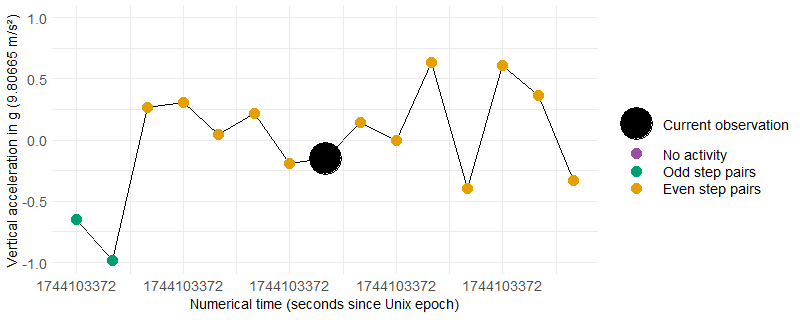 Vertical acceleration in g (9.80665 m/s²)
1.0
0.5
0.0
-0.5
-1.0
1744103372 1744103372 1744103372 1744103372 1744103372
Numerical time (seconds since Unix epoch)
Current observation
No activity
Odd step pairs
Even step pairs